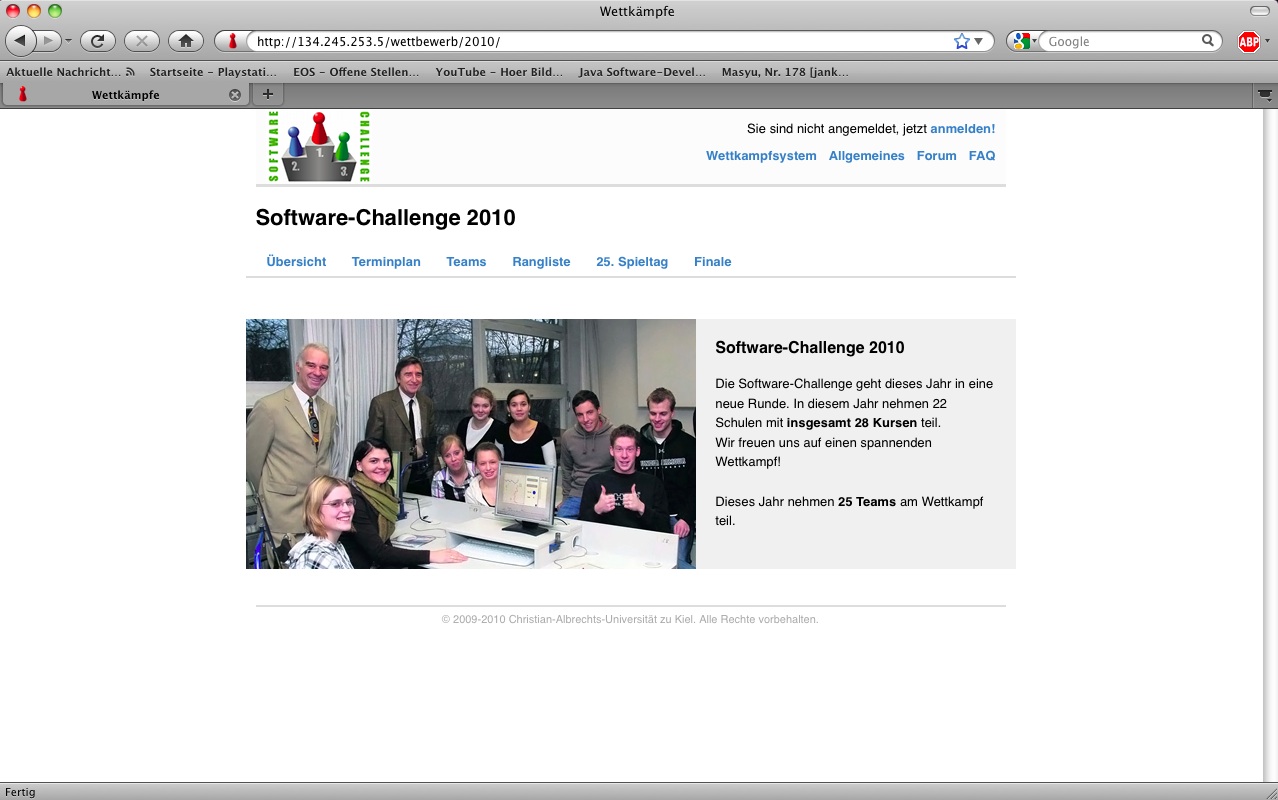 Wettkämpfe
http://134.245.253.5/wettbewerb/2010/
Google
ABP
Aktuelle Nachricht... Startseite – Playstati... EOS – Offene Stellen... YouTube – Hoer Bild... Java Software-Devel... Masyu, Nr. 178 [jank...
Wettkämpfe
SOFTWARE
CHALLENGE
1.
2.
3.
Sie sind nicht angemeldet, jetzt anmelden!
Wettkampfsystem Allgemeines Forum FAQ
Software-Challenge 2010
Übersicht Terminplan Teams Rangliste 25. Spieltag Finale
Software-Challenge 2010
Die Software-Challenge geht dieses Jahr in eine
neue Runde. In diesem Jahr nehmen 22
Schulen mit insgesamt 28 Kursen teil.
Wir freuen uns auf einen spannenden
Wettkampf!
Dieses Jahr nehmen 25 Teams am Wettkampf
teil.
© 2009-2010 Christian-Albrechts-Universität zu Kiel. Alle Rechte vorbehalten.
Fertig